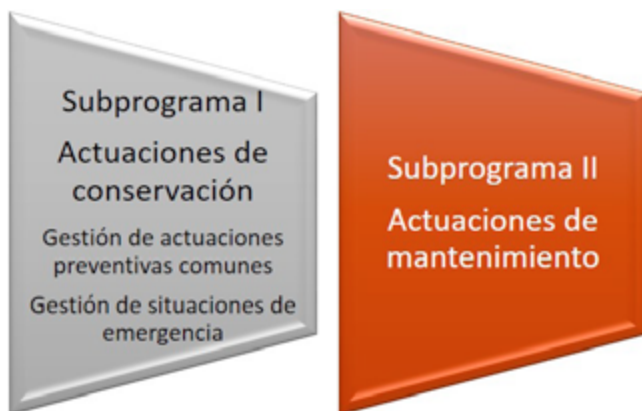 Subprograma I
Actuaciones de
conservación
Gestión de actuaciones
preventivas comunes
Gestión de situaciones de
emergencia
Subprograma II
Actuaciones de
mantenimiento